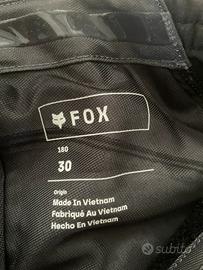 FOX
180
30
Origin
Made In Vietnam
Fabriqué Au Vietnam
Hecho En Vietnam
subito